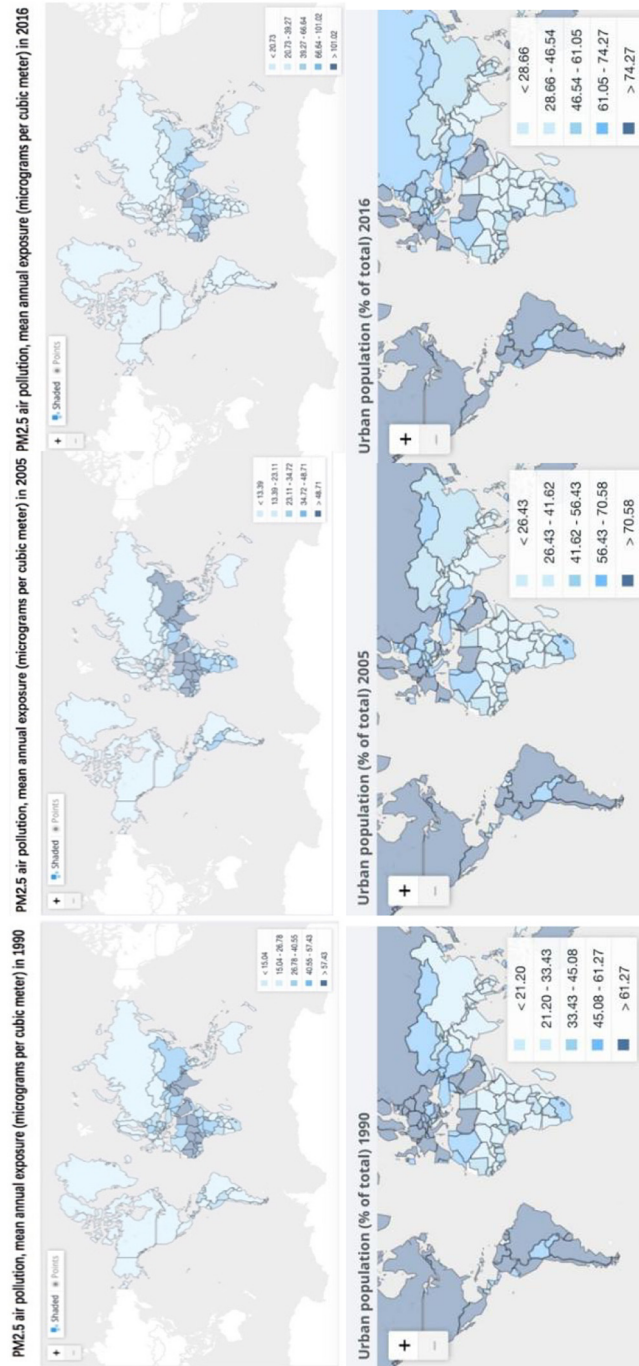 PM2.5 air pollution, mean annual exposure (micrograms per cubic meter) in 1990
Shaded Points
+
-
< 15.04
15.04 - 26.78
26.78 - 40.55
40.55 - 57.43
> 57.43
PM2.5 air pollution, mean annual exposure (micrograms per cubic meter) in 2005
Shaded Points
+
-
< 13.39
13.39 - 23.11
23.11 - 34.72
34.72 - 48.71
> 48.71
PM2.5 air pollution, mean annual exposure (micrograms per cubic meter) in 2016
Shaded Points
+
-
< 20.73
20.73 - 39.27
39.27 - 66.64
66.64 - 101.02
> 101.02
Urban population (% of total) 1990
+
-
< 21.20
21.20 - 33.43
33.43 - 45.08
45.08 - 61.27
> 61.27
Urban population (% of total) 2005
+
-
< 26.43
26.43 - 41.62
41.62 - 56.43
56.43 - 70.58
> 70.58
Urban population (% of total) 2016
+
-
< 28.66
28.66 - 46.54
46.54 - 61.05
61.05 - 74.27
> 74.27